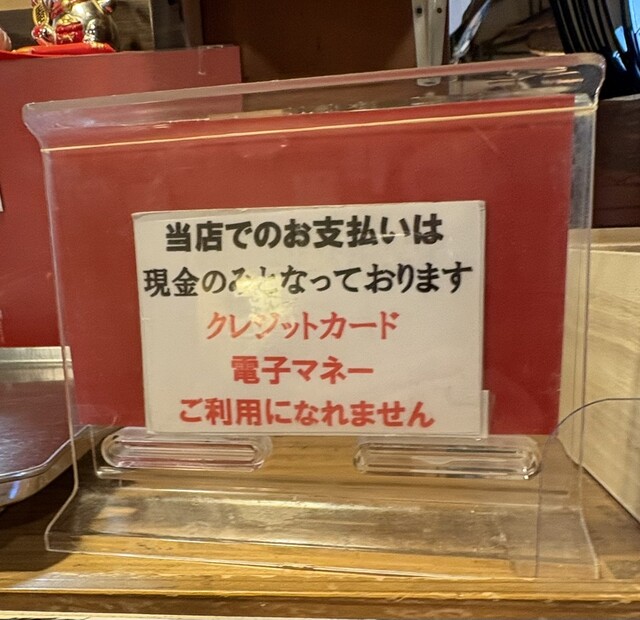 当店でのお支払いは
現金のみとなっております
クレジットカード
電子マネー
ご利用になれません